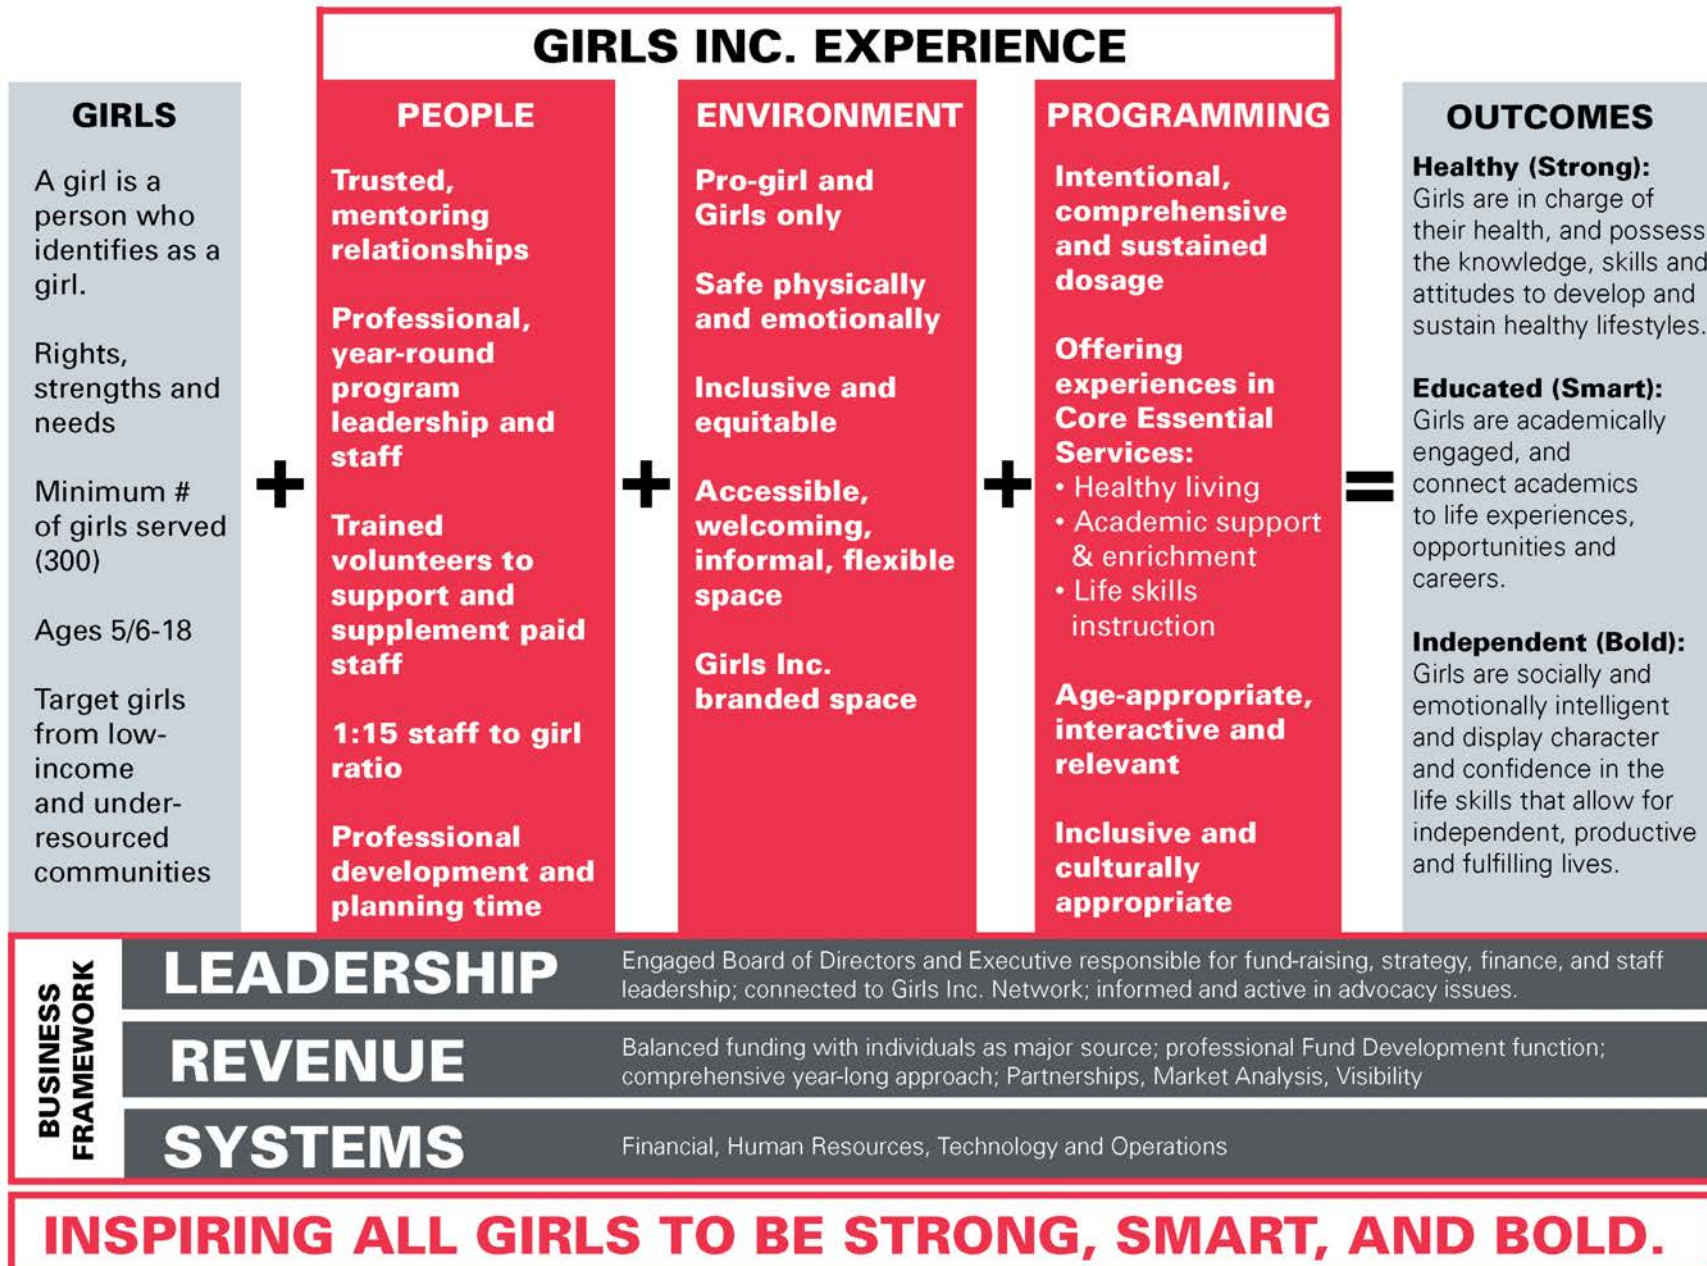 GIRLS INC. EXPERIENCE
GIRLS
A girl is a
person who
identifies as a
girl.
Rights,
strengths and
needs
Minimum #
of girls served
(300)
Ages 5/6-18
Target girls
from low-
income
and under-
resourced
communities
+
PEOPLE
Trusted,
mentoring
relationships
Professional,
year-round
program
leadership and
staff
Trained
volunteers to
support and
supplement paid
staff
1:15 staff to girl
ratio
Professional
development and
planning time
+
ENVIRONMENT
Pro-girl and
Girls only
Safe physically
and emotionally
Inclusive and
equitable
Accessible,
welcoming,
informal, flexible
space
Girls Inc.
branded space
+
PROGRAMMING
Intentional,
comprehensive
and sustained
dosage
Offering
experiences in
Core Essential
Services:
• Healthy living
• Academic support
& enrichment
• Life skills
instruction
Age-appropriate,
interactive and
relevant
Inclusive and
culturally
appropriate
=
OUTCOMES
Healthy (Strong):
Girls are in charge of
their health, and possess
the knowledge, skills and
attitudes to develop and
sustain healthy lifestyles.
Educated (Smart):
Girls are academically
engaged, and
connect academics
to life experiences,
opportunities and
careers.
Independent (Bold):
Girls are socially and
emotionally intelligent
and display character
and confidence in the
life skills that allow for
independent, productive
and fulfilling lives.
BUSINESS
FRAMEWORK
LEADERSHIP
Engaged Board of Directors and Executive responsible for fund-raising, strategy, finance, and staff
leadership; connected to Girls Inc. Network; informed and active in advocacy issues.
REVENUE
Balanced funding with individuals as major source; professional Fund Development function;
comprehensive year-long approach; Partnerships, Market Analysis, Visibility
SYSTEMS
Financial, Human Resources, Technology and Operations
INSPIRING ALL GIRLS TO BE STRONG, SMART, AND BOLD.